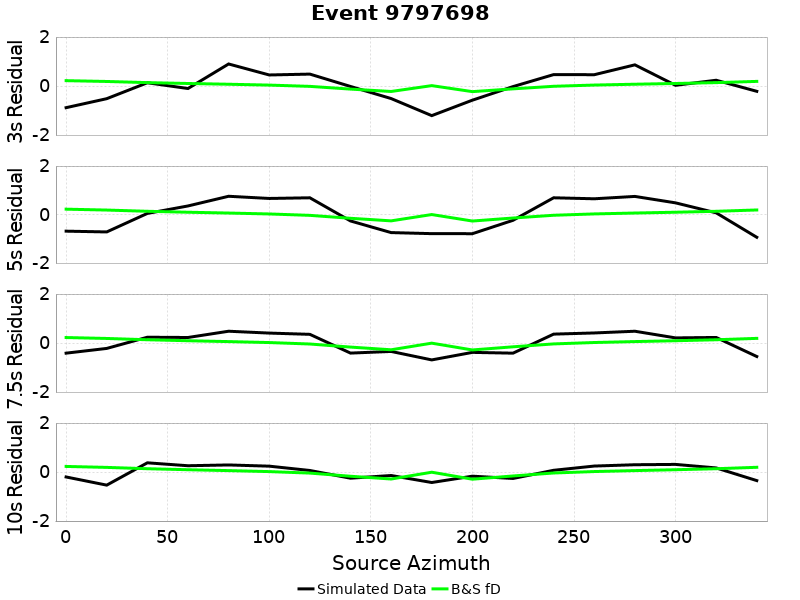 Event 9797698
3s Residual
2
0
-2
5s Residual
2
0
-2
7.5s Residual
2
0
-2
10s Residual
2
0
-2
0 50 100 150 200 250 300
Source Azimuth
Simulated Data B&S fD